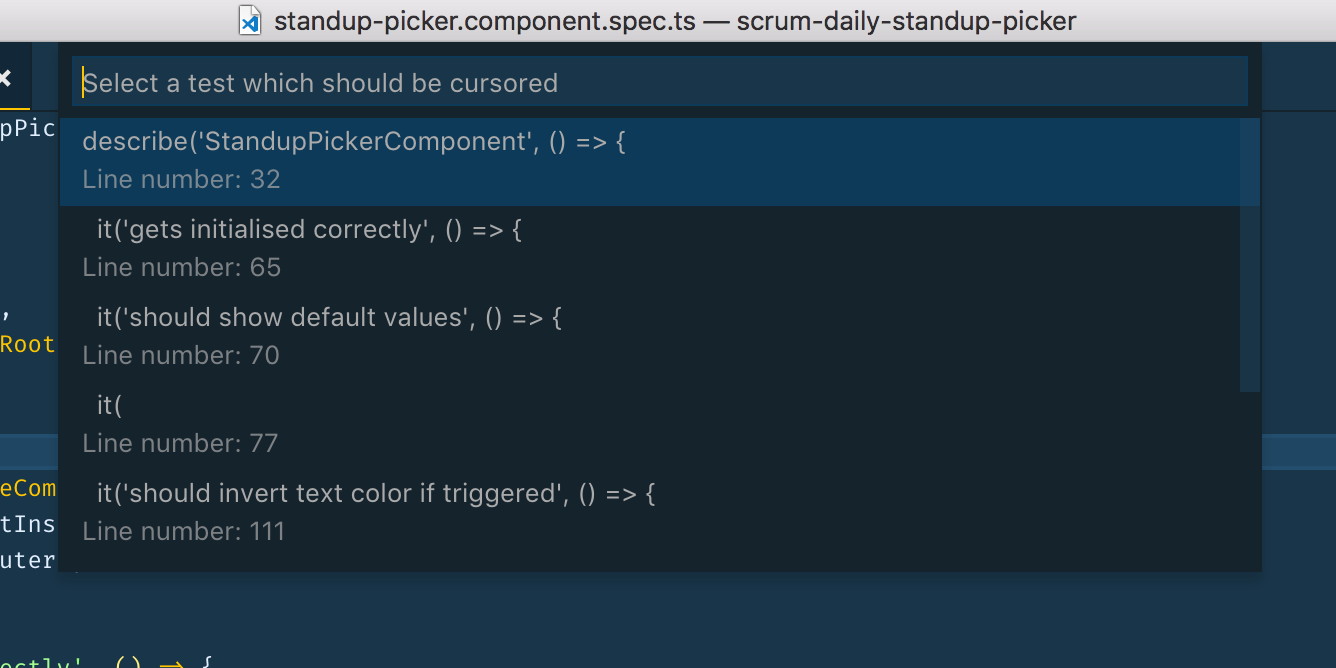 standup-picker.component.spec.ts — scrum-daily-standup-picker
Select a test which should be cursored
pPic
describe('StandupPickerComponent', () => {
Line number: 32
it('gets initialised correctly', () => {
Line number: 65
,
it('should show default values', () => {
Root
Line number: 70
it(
Line number: 77
eCom
it('should invert text color if triggered', () => {
tIns
Line number: 111
uter
ectly', () => {